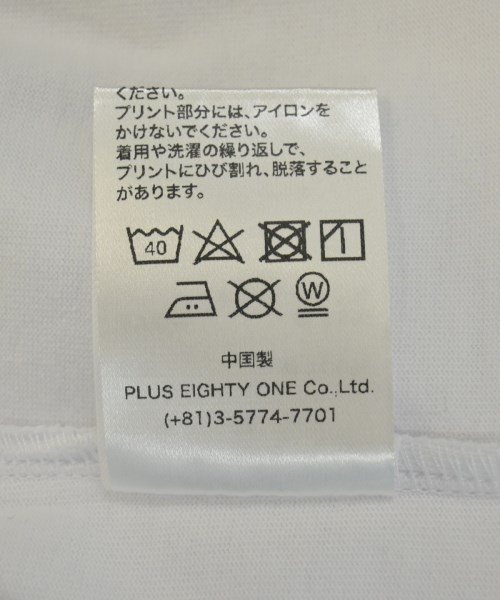 ください。
プリント部分には、アイロンを
かけないでください。
着用や洗濯の繰り返しで、
プリントにひび割れ、脱落すること
があります。
40
W
中国製
PLUS EIGHTY ONE Co.,Ltd.
(+81)3-5774-7701